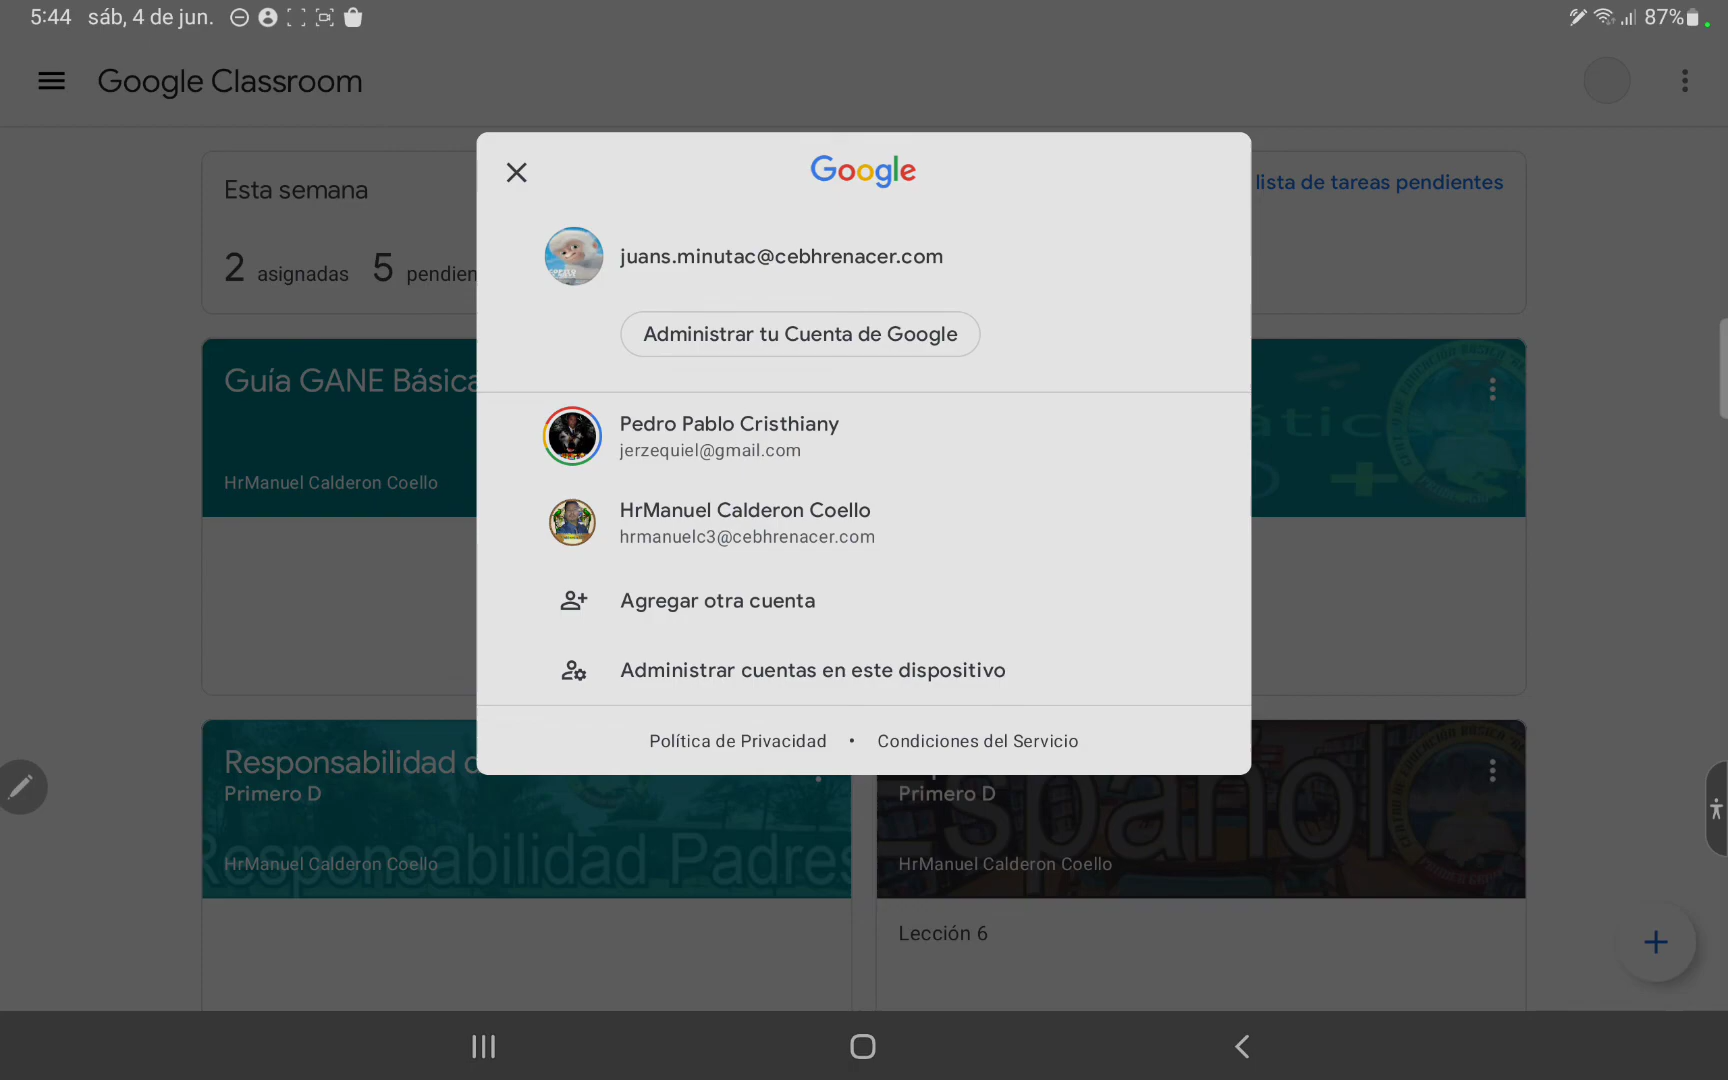 5:44 sáb, 4 de jun.
87%
Google Classroom
Google
Esta semana
lista de tareas pendientes
juans.minutac@cebhrenacer.com
2 asignadas 5 pendien
Administrar tu Cuenta de Google
Guía GANE Básica
Pedro Pablo Cristhiany
jerzequiel@gmail.com
HrManuel Calderon Coello
HrManuel Calderon Coello
hrmanuelc3@cebhrenacer.com
Agregar otra cuenta
Administrar cuentas en este dispositivo
Política de Privacidad • Condiciones del Servicio
Responsabilidad
Primero D
Responsabilidad Padres
HrManuel Calderon Coello
Primero D
Español
HrManuel Calderon Coello
Lección 6